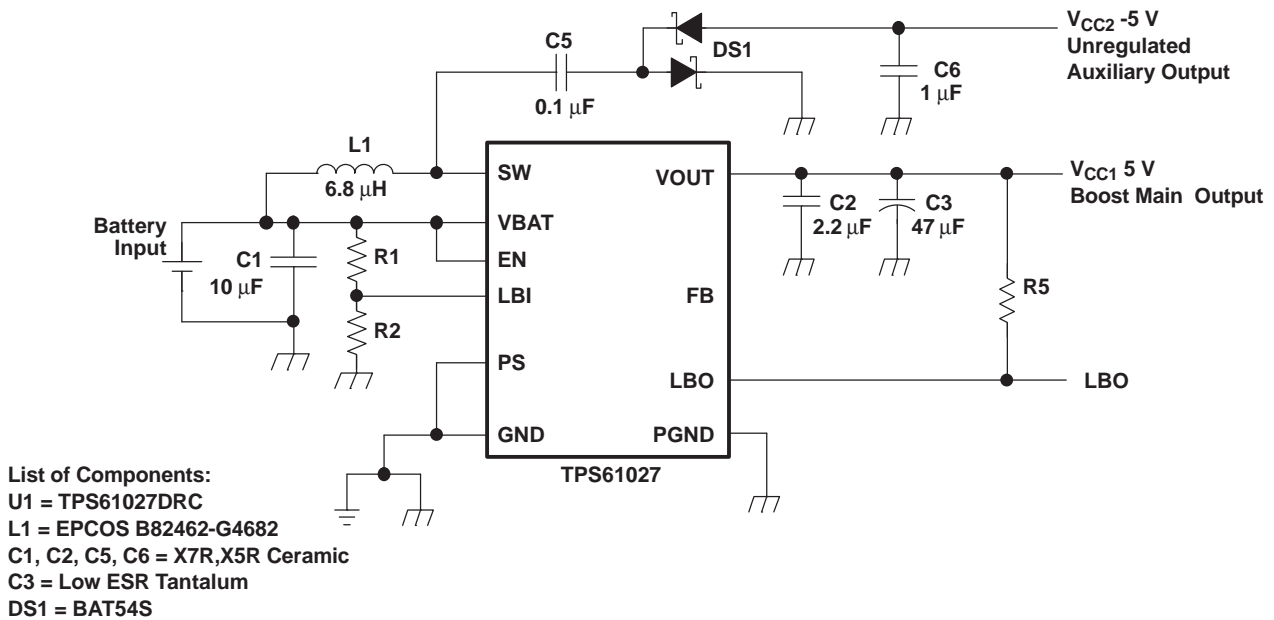 V_CC2 -5 V
Unregulated
Auxiliary Output
C5
0.1 μF
DS1
C6
1 μF
L1
6.8 μH
SW
VOUT
V_CC1 5 V
Boost Main  Output
C2
2.2 μF
C3
47 μF
Battery
Input
VBAT
C1
10 μF
R1
EN
LBI
FB
R5
R2
PS
LBO
LBO
GND
PGND
TPS61027
List of Components:
U1 = TPS61027DRC
L1 = EPCOS B82462-G4682
C1, C2, C5, C6 = X7R,X5R Ceramic
C3 = Low ESR Tantalum
DS1 = BAT54S